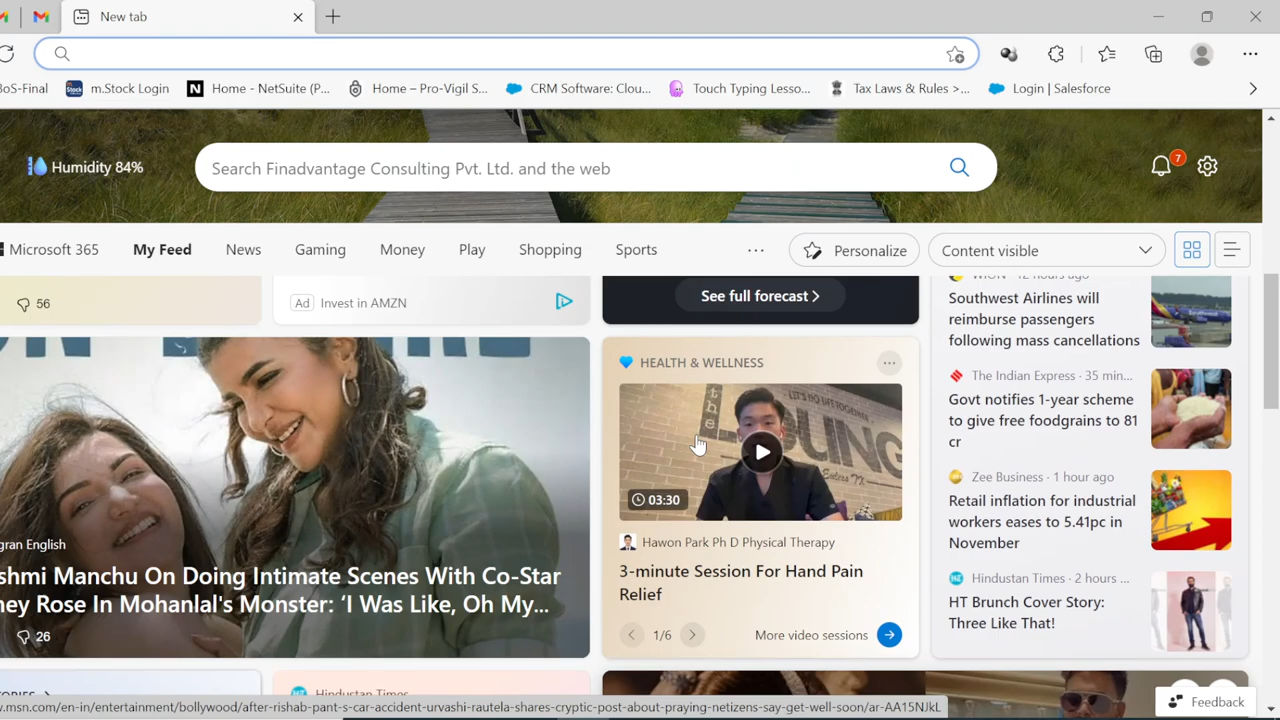 New tab
oS-Final
m.Stock Login
Home - NetSuite (P...
Home – Pro-Vigil S...
CRM Software: Clou...
Touch Typing Lesso...
Tax Laws & Rules >...
Login | Salesforce
Humidity 84%
Search Finadvantage Consulting Pvt. Ltd. and the web
7
Microsoft 365
My Feed
News
Gaming
Money
Play
Shopping
Sports
...
Personalize
Content visible
56
Ad Invest in AMZN
See full forecast >
12 hours ago
Southwest Airlines will
reimburse passengers
following mass cancellations
The Indian Express · 35 min...
Govt notifies 1-year scheme
to give free foodgrains to 81
cr
Zee Business · 1 hour ago
Retail inflation for industrial
workers eases to 5.41pc in
November
Hindustan Times · 2 hours ...
HT Brunch Cover Story:
Three Like That!
HEALTH & WELLNESS
the
LET'S GO LIFE TOGETHER
YOUNG
03:30
Hawon Park Ph D Physical Therapy
3-minute Session For Hand Pain
Relief
1/6
More video sessions
gran English
shmi Manchu On Doing Intimate Scenes With Co-Star
ney Rose In Mohanlal's Monster: ‘I Was Like, Oh My...
26
Hindustan Times
w.msn.com/en-in/entertainment/bollywood/after-rishab-pant-s-car-accident-urvashi-rautela-shares-cryptic-post-about-praying-netizens-say-get-well-soon/ar-AA15NJkL
Feedback